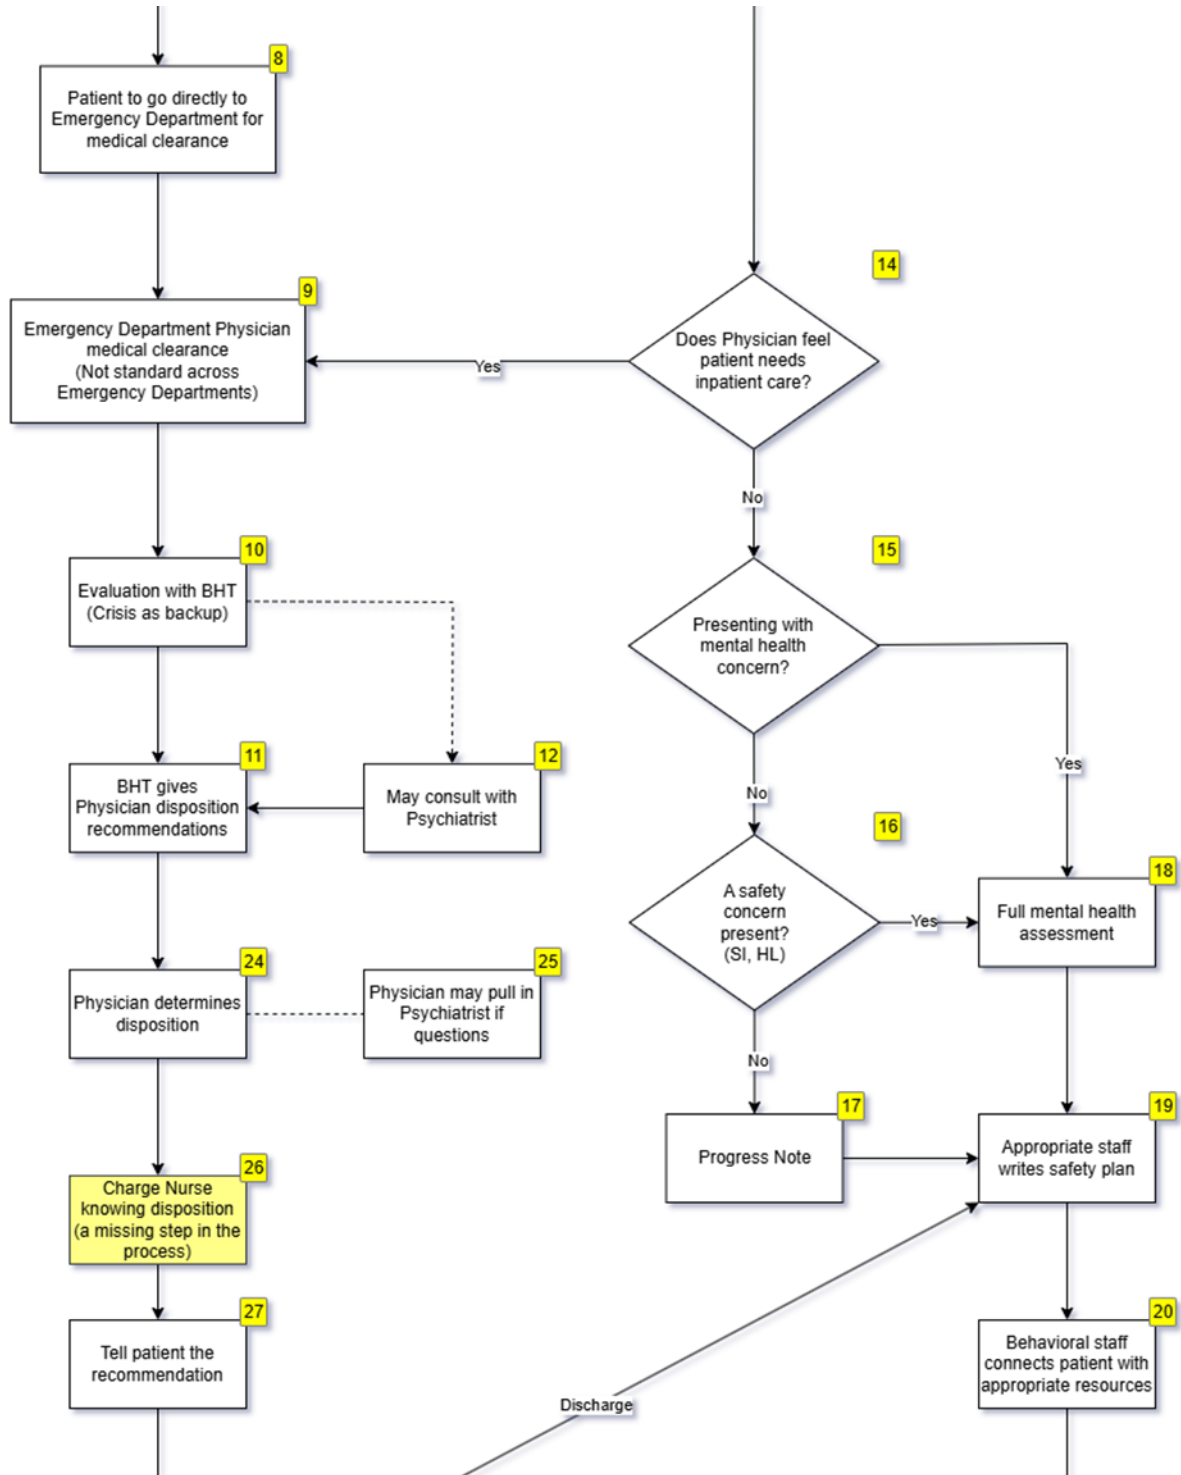 8
Patient to go directly to
Emergency Department for
medical clearance
9
Emergency Department Physician
medical clearance
(Not standard across
Emergency Departments)
14
Does Physician feel
patient needs
inpatient care?
Yes
No
10
Evaluation with BHT
(Crisis as backup)
15
Presenting with
mental health
concern?
Yes
No
11
BHT gives
Physician disposition
recommendations
12
May consult with
Psychiatrist
16
A safety
concern
present?
(SI, HL)
Yes
No
18
Full mental health
assessment
24
Physician determines
disposition
25
Physician may pull in
Psychiatrist if
questions
17
Progress Note
19
Appropriate staff
writes safety plan
26
Charge Nurse
knowing disposition
(a missing step in the
process)
27
Tell patient the
recommendation
20
Behavioral staff
connects patient with
appropriate resources
Discharge